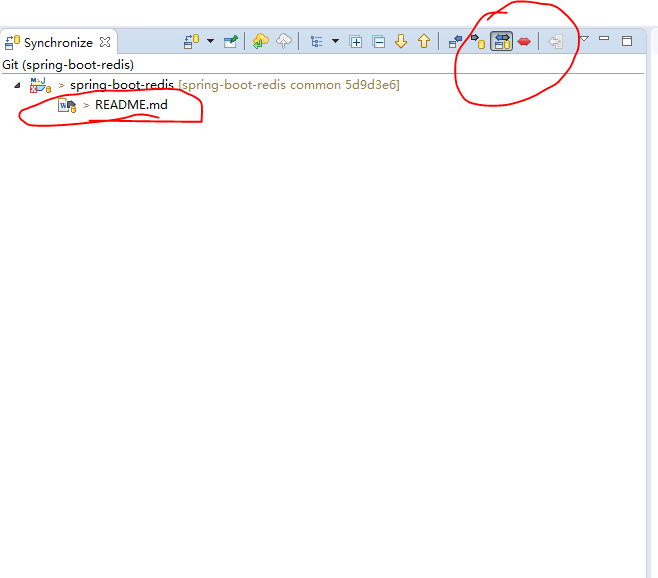 Synchronize
Git (spring-boot-redis)
> spring-boot-redis [spring-boot-redis common 5d9d3e6]
> README.md